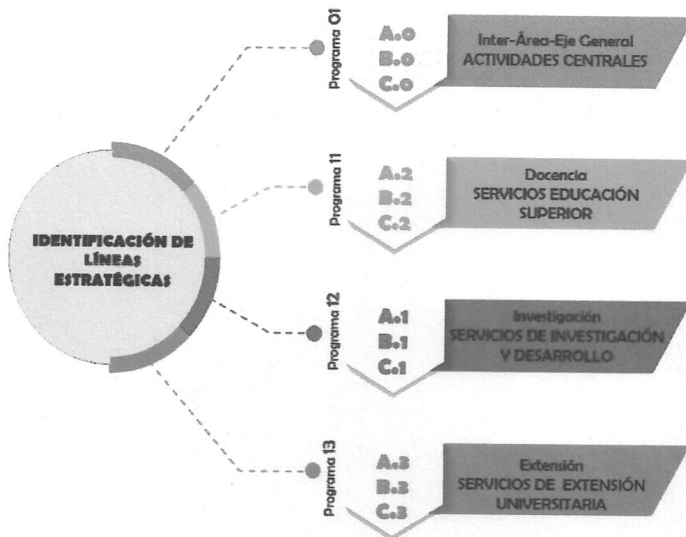 IDENTIFICACIÓN DE
LÍNEAS
ESTRATÉGICAS
Programa 01
A.0
B.0
C.0
Inter-Área-Eje General
ACTIVIDADES CENTRALES
Programa 11
A.2
B.2
C.2
Docencia
SERVICIOS EDUCACIÓN
SUPERIOR
Programa 12
A.1
B.1
C.1
Investigación
SERVICIOS DE INVESTIGACIÓN
Y DESARROLLO
Programa 13
A.3
B.3
C.3
Extensión
SERVICIOS DE EXTENSIÓN
UNIVERSITARIA